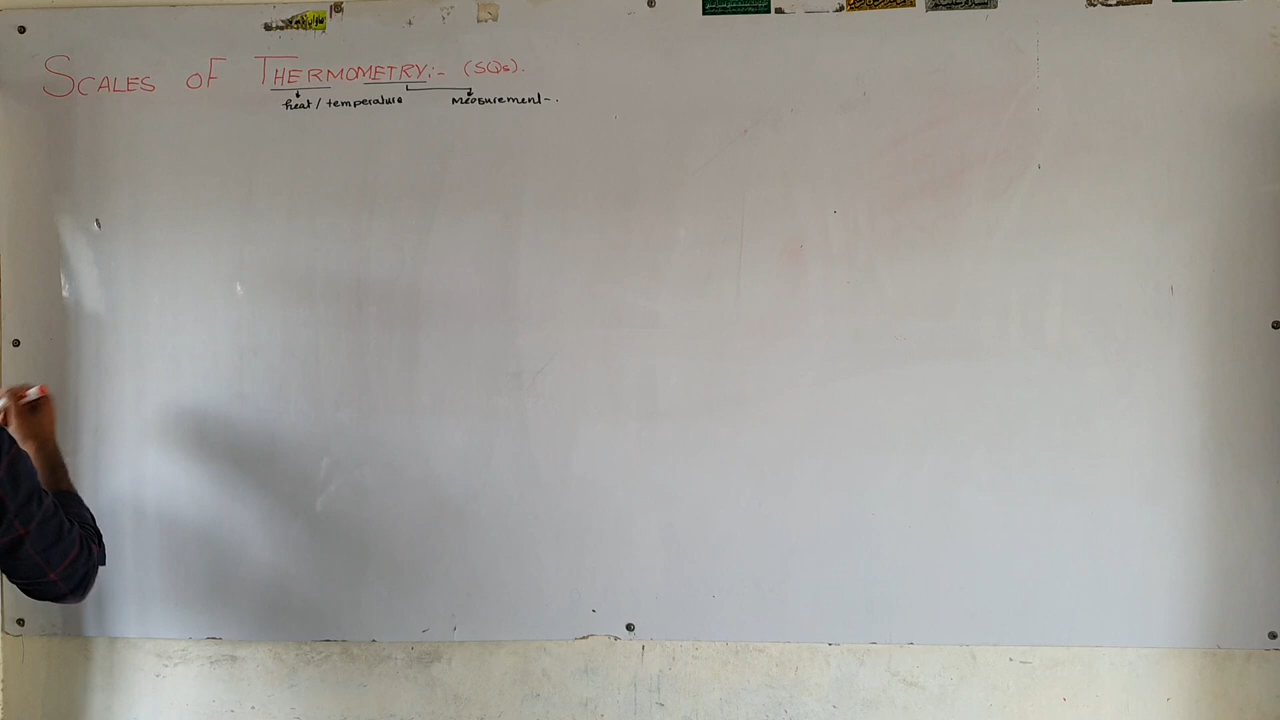 SCALES OF THERMOMETRY:- (SQs).
heat / temperature measurement-.